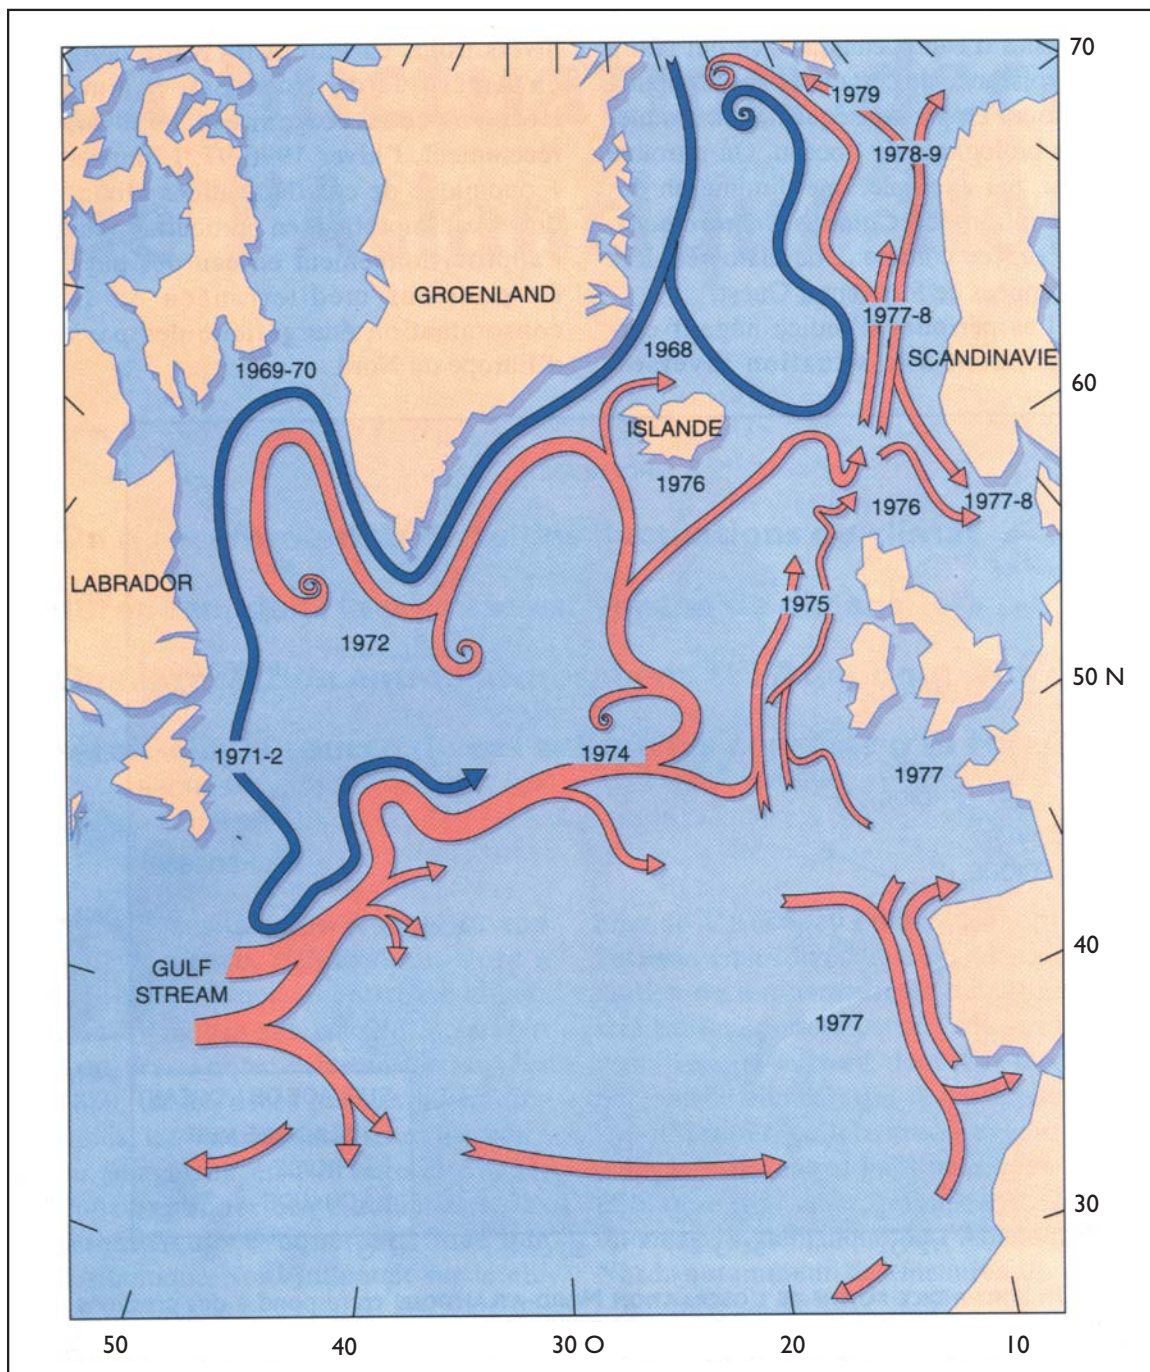 70
1979
1978-9
GROENLAND
1977-8
1968
SCANDINAVIE
1969-70
60
ISLANDE
1976
1977-8
1976
LABRADOR
1975
1972
50 N
1971-2
1974
1977
40
GULF
STREAM
1977
30
50
40
30 O
20
10